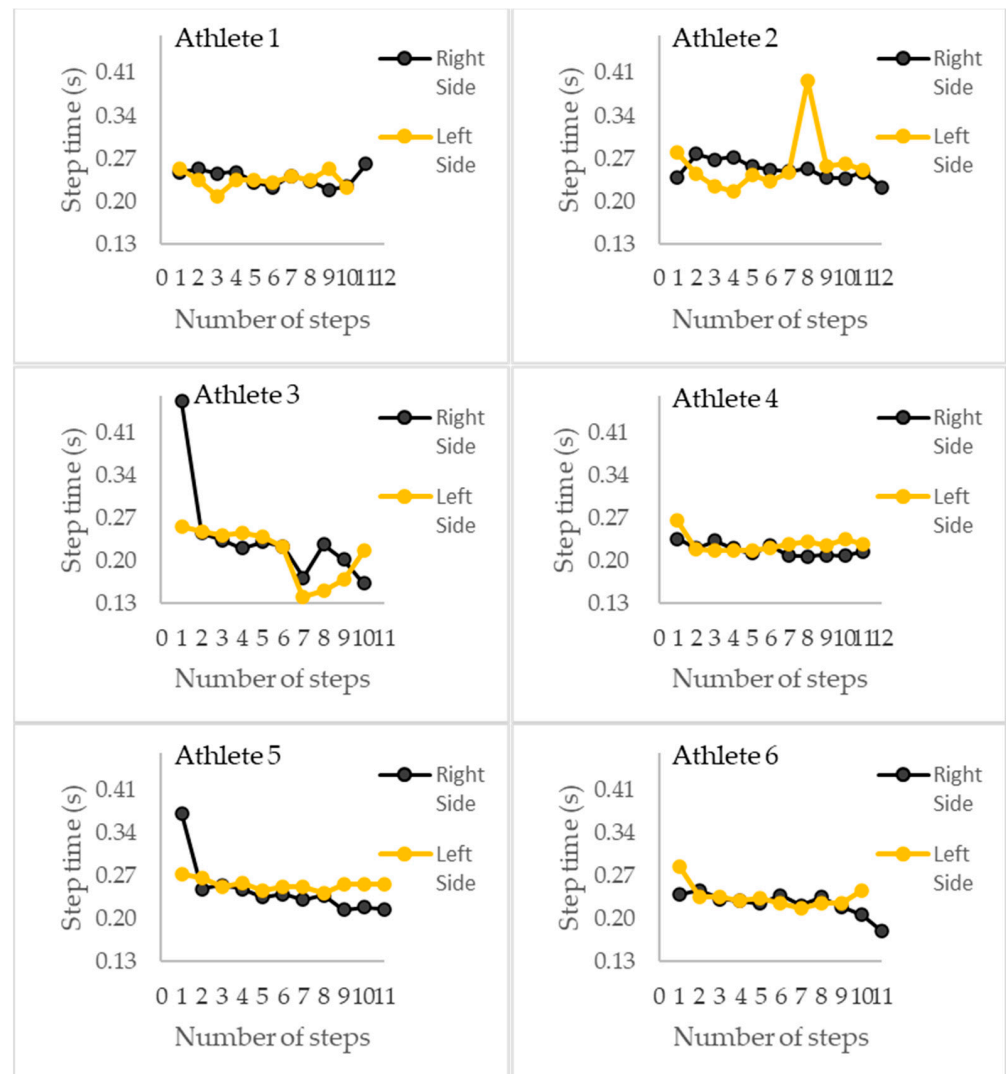 Athlete 1
Right
Side
Left
Side
Step time (s)
0.41
0.34
0.27
0.20
0.13
0 1 2 3 4 5 6 7 8 9101112
Number of steps
Athlete 2
Right
Side
Left
Side
Step time (s)
0.41
0.34
0.27
0.20
0.13
0 1 2 3 4 5 6 7 8 9 10 11 12
Number of steps
Athlete 3
Right
Side
Left
Side
Step time (s)
0.41
0.34
0.27
0.20
0.13
0 1 2 3 4 5 6 7 8 9 10 11
Number of steps
Athlete 4
Right
Side
Left
Side
Step time (s)
0.41
0.34
0.27
0.20
0.13
0 1 2 3 4 5 6 7 8 9 10 11 12
Number of steps
Athlete 5
Right
Side
Left
Side
Step time (s)
0.41
0.34
0.27
0.20
0.13
0 1 2 3 4 5 6 7 8 9 10 11
Number of steps
Athlete 6
Right
Side
Left
Side
Step time (s)
0.41
0.34
0.27
0.20
0.13
0 1 2 3 4 5 6 7 8 9 10 11
Number of steps